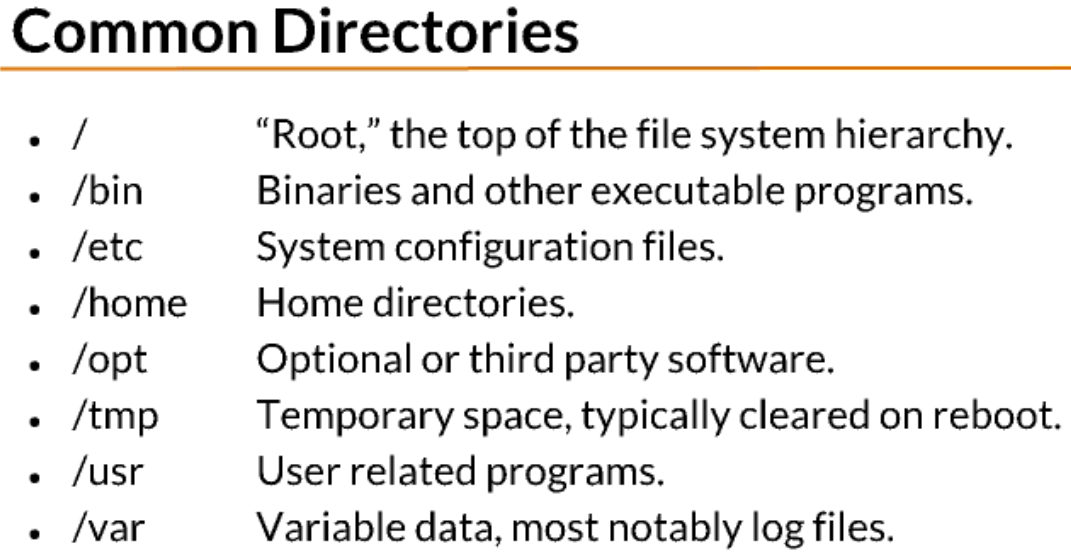 Common Directories
• / “Root,” the top of the file system hierarchy.
• /bin Binaries and other executable programs.
• /etc System configuration files.
• /home Home directories.
• /opt Optional or third party software.
• /tmp Temporary space, typically cleared on reboot.
• /usr User related programs.
• /var Variable data, most notably log files.